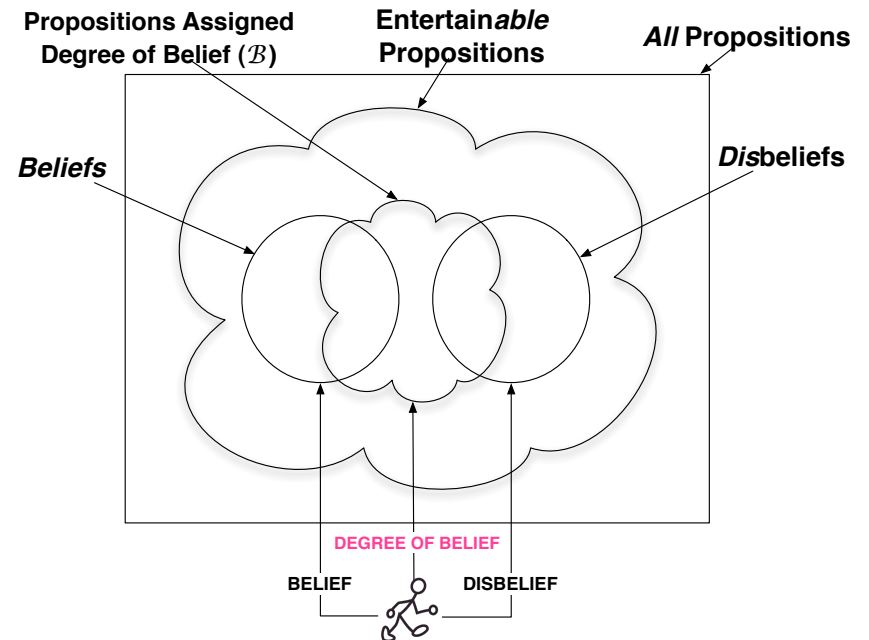 Propositions Assigned
Degree of Belief (ℬ)
Entertainable
Propositions
All Propositions
Beliefs
Disbeliefs
DEGREE OF BELIEF
BELIEF
DISBELIEF